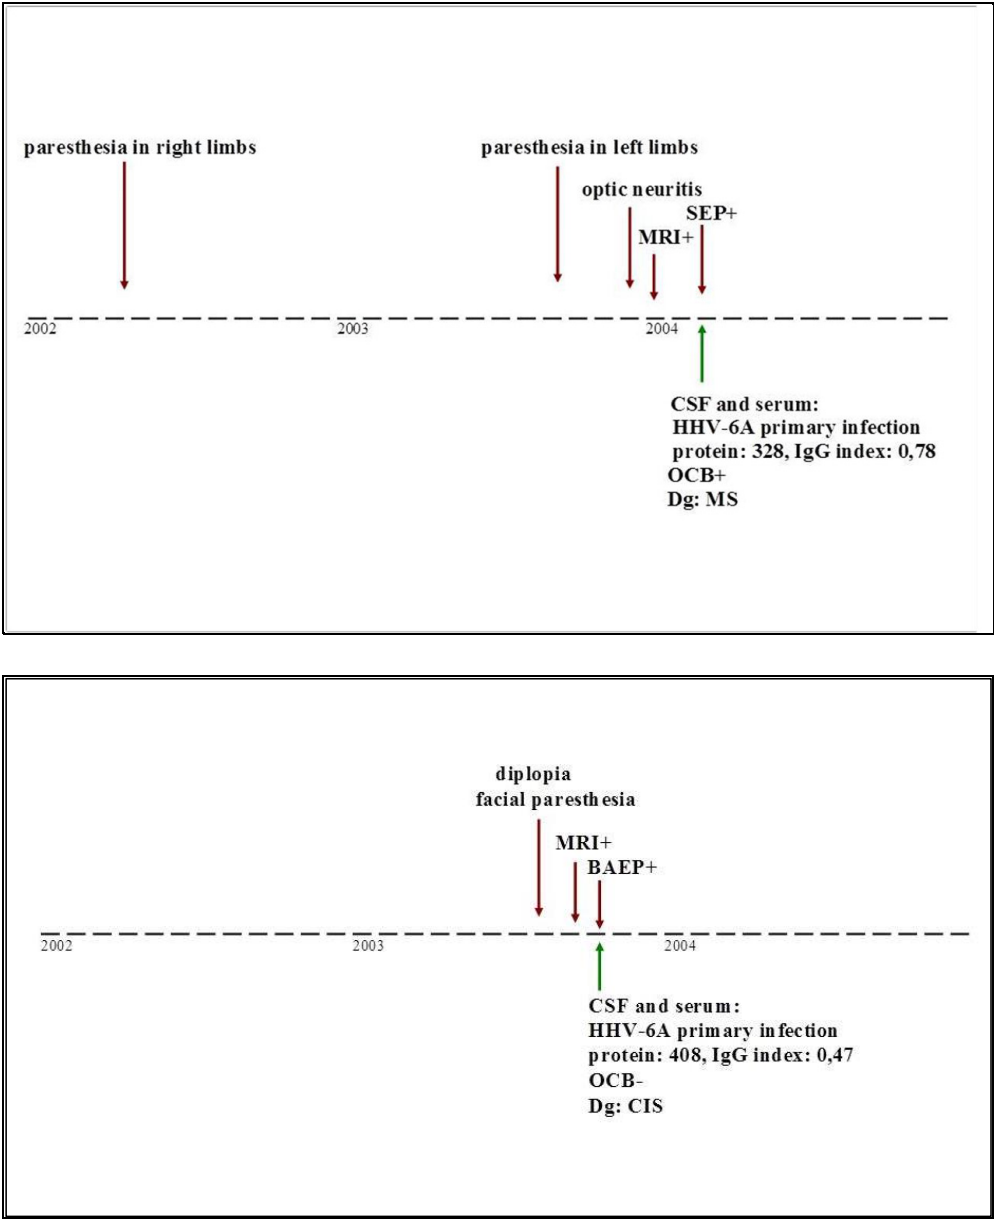 paresthesia in right limbs
paresthesia in left limbs
optic neuritis
SEP+
MRI+
2002
2003
2004
CSF and serum:
HHV-6A primary infection
protein: 328, IgG index: 0,78
OCB+
Dg: MS
diplopia
facial paresthesia
MRI+
BAEP+
2002
2003
2004
CSF and serum:
HHV-6A primary infection
protein: 408, IgG index: 0,47
OCB-
Dg: CIS